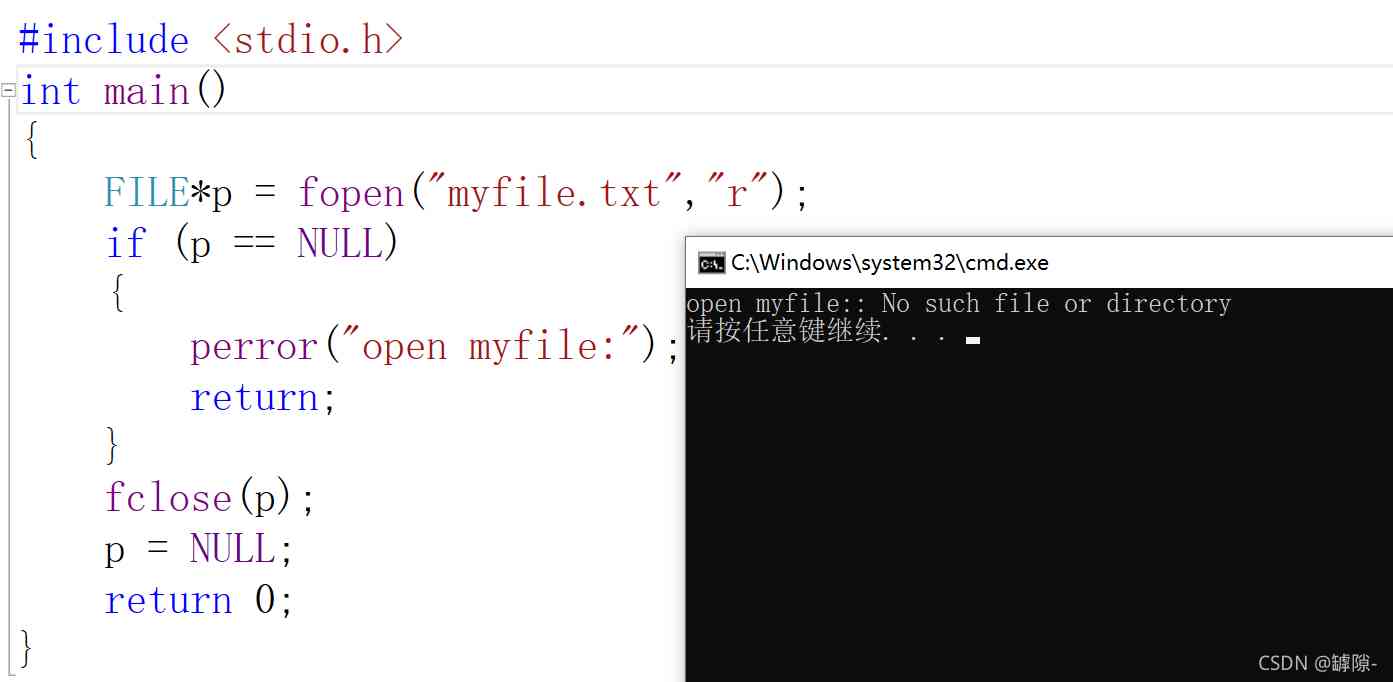 #include <stdio.h>
int main()
{
FILE*p = fopen("myfile.txt","r");
if (p == NULL)
{
perror("open myfile:");
return;
}
fclose(p);
p = NULL;
return 0;
}
C:\Windows\system32\cmd.exe
open myfile:: No such file or directory
请按任意键继续. . .
CSDN @罅隙-